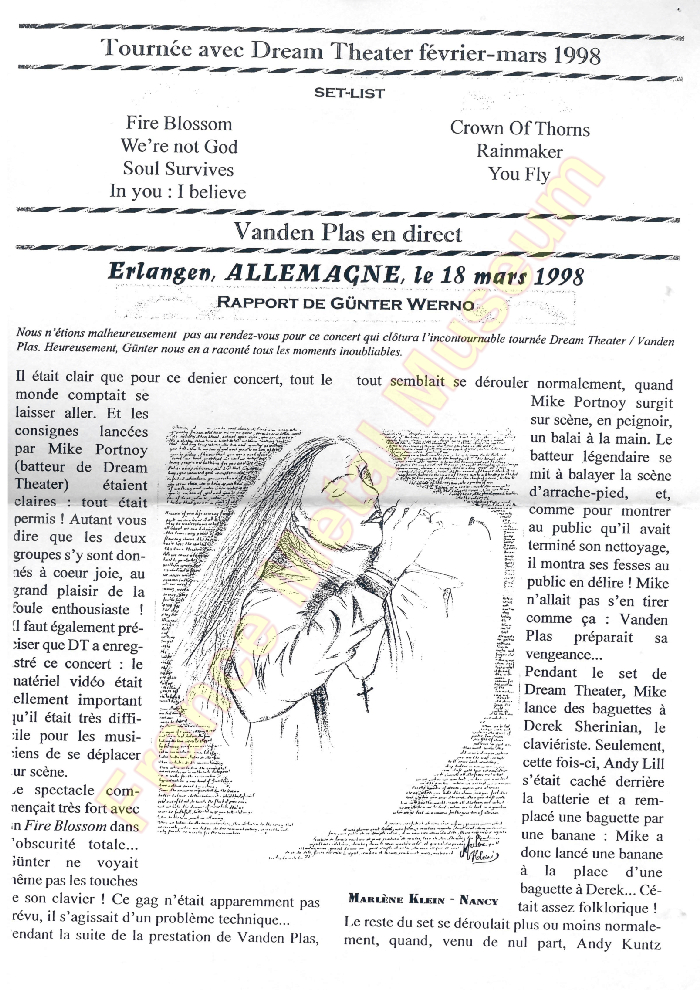 Tournée avec Dream Theater février-mars 1998
SET-LIST
Fire Blossom
We're not God
Soul Survives
In you : I believe
Crown Of Thorns
Rainmaker
You Fly
Vanden Plas en direct
Erlangen, ALLEMAGNE, le 18 mars 1998
RAPPORT DE GÜNTER WERNO
Nous n'étions malheureusement pas au rendez-vous pour ce concert qui clôtura l'incontournable tournée Dream Theater / Vanden
Plas. Heureusement, Günter nous en a raconté tous les moments inoubliables.
Il était clair que pour ce denier concert, tout le
monde comptait se
laisser aller. Et les
consignes lancées
par Mike Portnoy
(batteur de Dream
Theater) étaient
claires : tout était
permis ! Autant vous
dire que les deux
groupes s'y sont don-
nés à coeur joie, au
grand plaisir de la
foule enthousiaste !
Il faut également pré-
ciser que DT a enreg-
stré ce concert : le
matériel vidéo était
ellement important
qu'il était très diffi-
cile pour les musi-
ciens de se déplacer
ur scène.
e spectacle com-
mençait très fort avec
n Fire Blossom dans
'obscurité totale...
Günter ne voyait
même pas les touches
e son clavier ! Ce gag n'était apparemment pas
révu, il s'agissait d'un problème technique...
endant la suite de la prestation de Vanden Plas,
tout semblait se dérouler normalement, quand
Mike Portnoy surgit
sur scène, en peignoir,
un balai à la main. Le
batteur légendaire se
mit à balayer la scène
d'arrache-pied, et,
comme pour montrer
au public qu'il avait
terminé son nettoyage,
il montra ses fesses au
public en délire ! Mike
n'allait pas s'en tirer
comme ça : Vanden
Plas préparait sa
vengeance...
Pendant le set de
Dream Theater, Mike
lance des baguettes à
Derek Sherinian, le
claviériste. Seulement,
cette fois-ci, Andy Lill
s'était caché derrière
la batterie et a rem-
placé une baguette par
une banane : Mike a
donc lancé une banane
à la place d'une
baguette à Derek... Cé-
tait assez folklorique !
Le reste du set se déroulait plus ou moins normale-
ment, quand, venu de nul part, Andy Kuntz
MARLÈNE KLEIN - NANCY
France Metal Museum